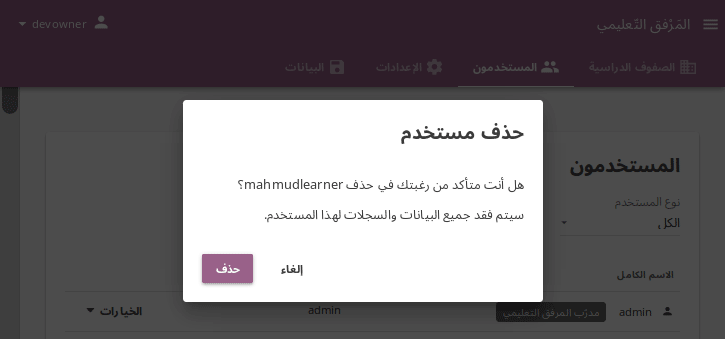 المَرْفق التّعليمي
devowner
الصفوف الدراسية
المستخدمون
الإعدادات
البيانات
حذف مستخدم
هل أنت متأكد من رغبتك في حذف mahmudlearner؟
سيتم فقد جميع البيانات والسجلات لهذا المستخدم.
إلغاء
حذف
المستخدمون
نوع المستخدم
الكل
الاسم الكامل
admin
مدرّب المرفق التعليمي
admin
الخيارات